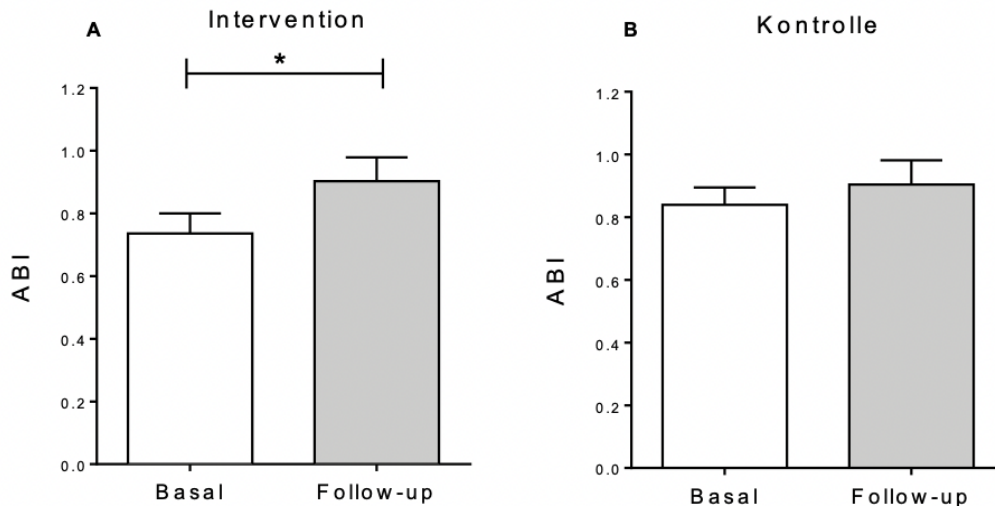 A
Intervention
*
1.2
1.0
0.8
0.6
0.4
0.2
0.0
ABI
Basal
Follow-up
B
Kontrolle
1.2
1.0
0.8
0.6
0.4
0.2
0.0
ABI
Basal
Follow-up